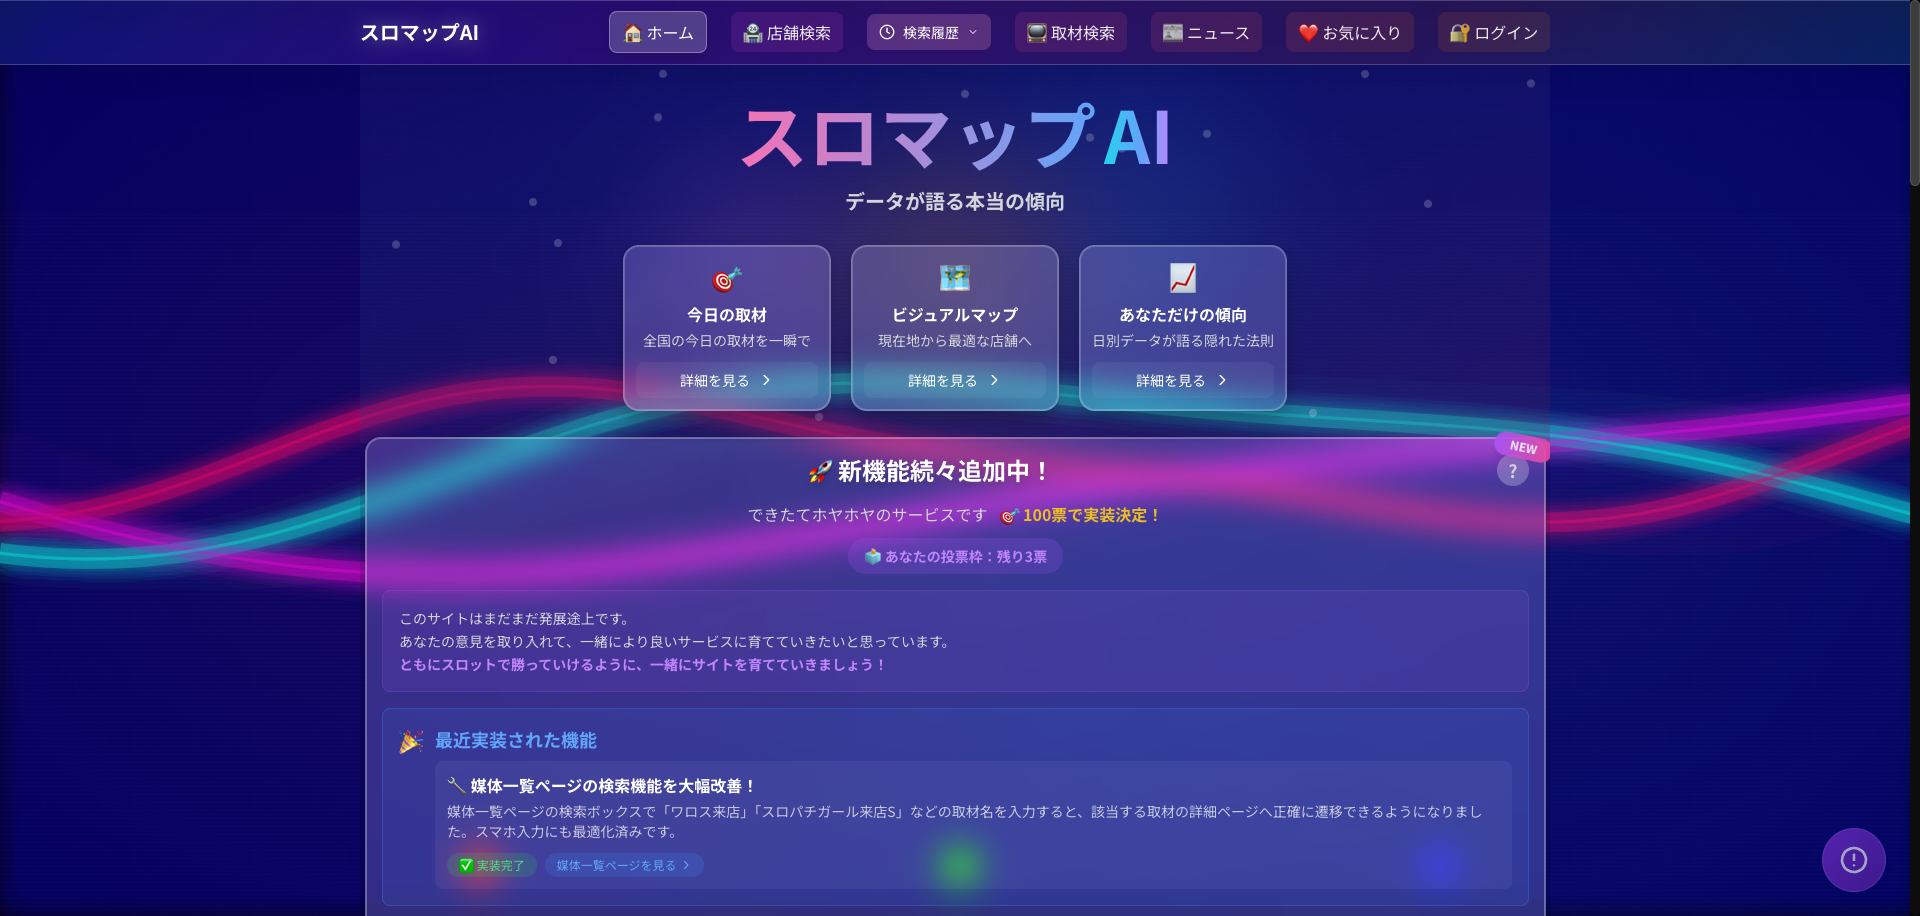 スロマップAI
ホーム
店舗検索
検索履歴
取材検索
ニュース
お気に入り
ログイン
スロマップAI
データが語る本当の傾向
今日の取材
全国の今日の取材を一瞬で
詳細を見る
ビジュアルマップ
現在地から最適な店舗へ
詳細を見る
あなただけの傾向
日別データが語る隠れた法則
詳細を見る
NEW
?
新機能続々追加中！
できたてホヤホヤのサービスです 100票で実装決定！
あなたの投票枠：残り3票
このサイトはまだまだ発展途上です。
あなたの意見を取り入れて、一緒により良いサービスに育てていきたいと思っています。
ともにスロットで勝っていけるように、一緒にサイトを育てていきましょう！
最近実装された機能
媒体一覧ページの検索機能を大幅改善！
媒体一覧ページの検索ボックスで「ワロス来店」「スロパチガール来店S」などの取材名を入力すると、該当する取材の詳細ページへ正確に遷移できるようになりまし
た。スマホ入力にも最適化済みです。
実装完了
媒体一覧ページを見る